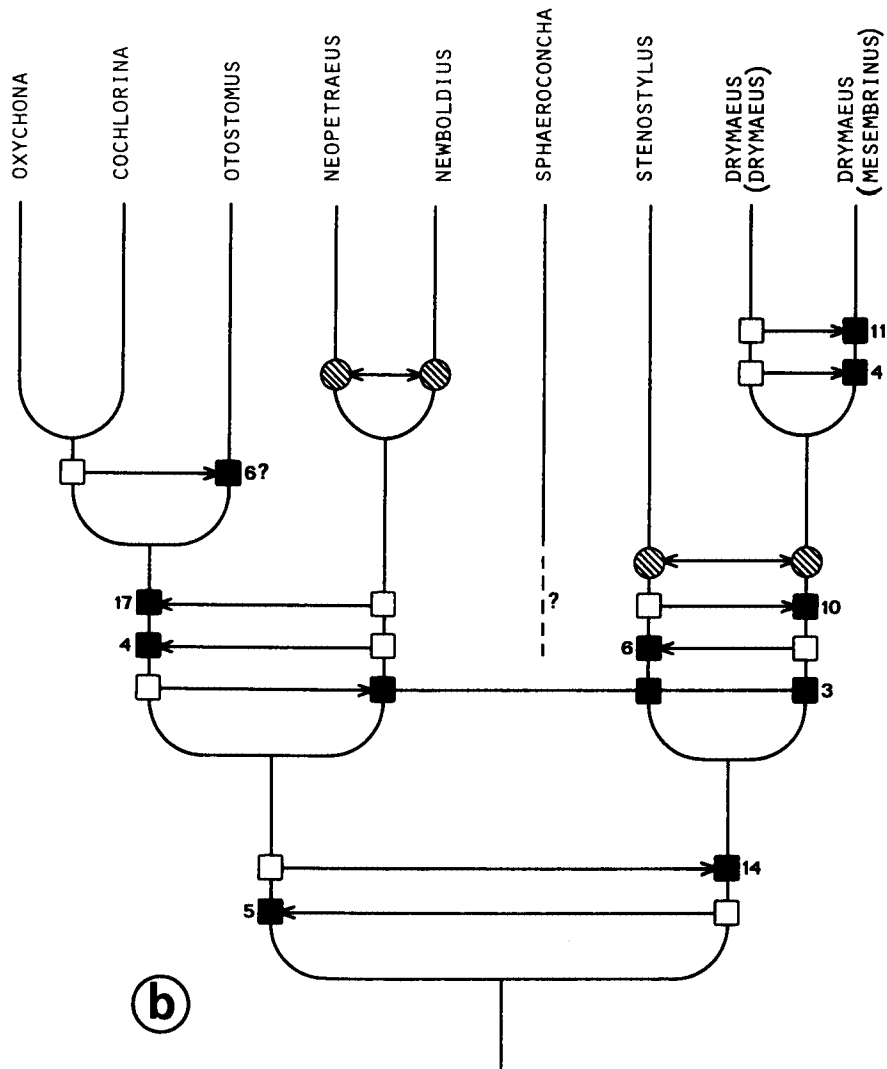 OXYCHONA
COCHLORINA
OTOSTOMUS
NEOPETRAEUS
NEWBOLDIUS
SPHAEROCONCHA
STENOSTYLUS
DRYMAEUS
(DRYMAEUS)
DRYMAEUS
(MESEMBRINUS)
11
4
6?
17
?
10
4
6
3
14
5
b